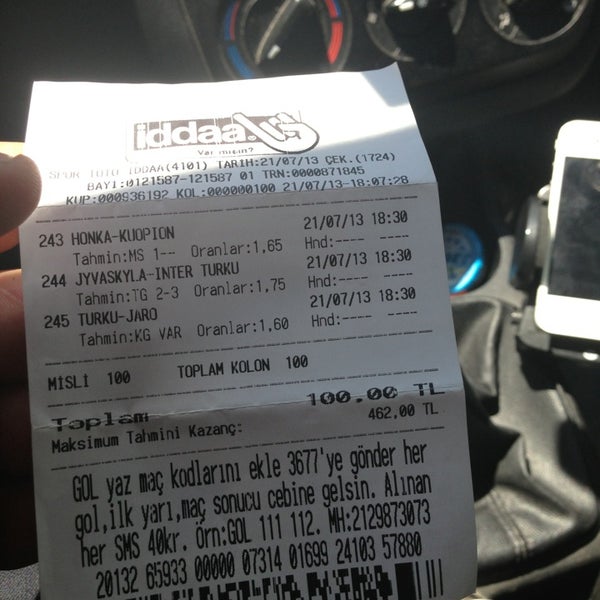 iddaa
Var mısın?
SPOR TOTO IDDAA(4101) TARİH:21/07/13 ÇEK.(1724)
BAYI:0121587-121587 01 TRN:0000871845
KUP:000936192 KOL:000000100 21/07/13-18:07:28
243 HONKA-KUOPION 21/07/13 18:30
Tahmin:MS 1-- Oranlar:1,65 Hnd:---- ----
244 JYVASKYLA-INTER TURKU 21/07/13 18:30
Tahmin:TG 2-3 Oranlar:1,75 Hnd:---- ----
245 TURKU-JARO 21/07/13 18:30
Tahmin:KG VAR Oranlar:1,60 Hnd:---- ----
MİSLİ 100 TOPLAM KOLON 100
Toplam 100.00 TL
Maksimum Tahmini Kazanç: 462,00 TL
GOL yaz maç kodlarını ekle 3677'ye gönder her
gol,ilk yarı,maç sonucu cebine gelsin. Alınan
her SMS 40kr. Örn:GOL 111 112. MH:2129873073
20132 65933 00000 07314 01699 24103 57880